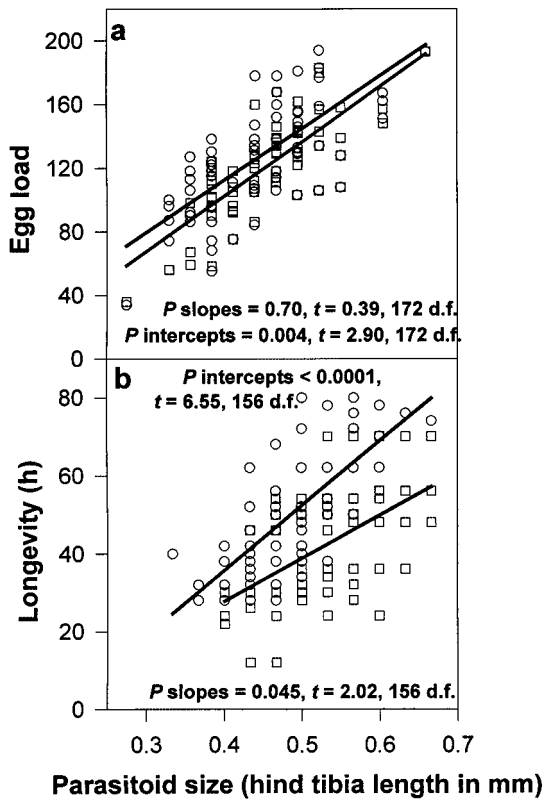 a
200
160
120
80
40
0
Egg load
P slopes = 0.70, t = 0.39, 172 d.f.
P intercepts = 0.004, t = 2.90, 172 d.f.
b
P intercepts < 0.0001,
t = 6.55, 156 d.f.
80
60
40
20
0
Longevity (h)
P slopes = 0.045, t = 2.02, 156 d.f.
0.3 0.4 0.5 0.6 0.7
Parasitoid size (hind tibia length in mm)